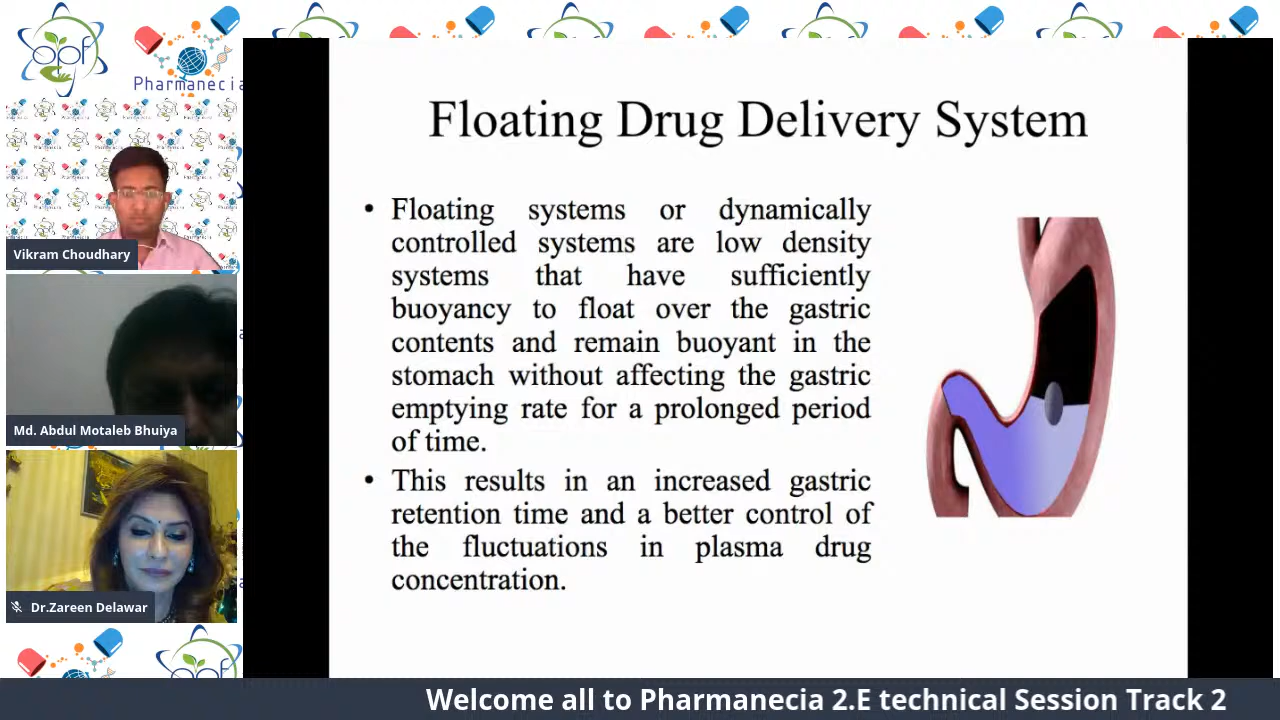 opf
Pharmanecia
Vikram Choudhary
Md. Abdul Motaleb Bhuiya
Dr.Zareen Delawar
Floating Drug Delivery System
• Floating systems or dynamically
controlled systems are low density
systems that have sufficiently
buoyancy to float over the gastric
contents and remain buoyant in the
stomach without affecting the gastric
emptying rate for a prolonged period
of time.
• This results in an increased gastric
retention time and a better control of
the fluctuations in plasma drug
concentration.
Welcome all to Pharmanecia 2.E technical Session Track 2